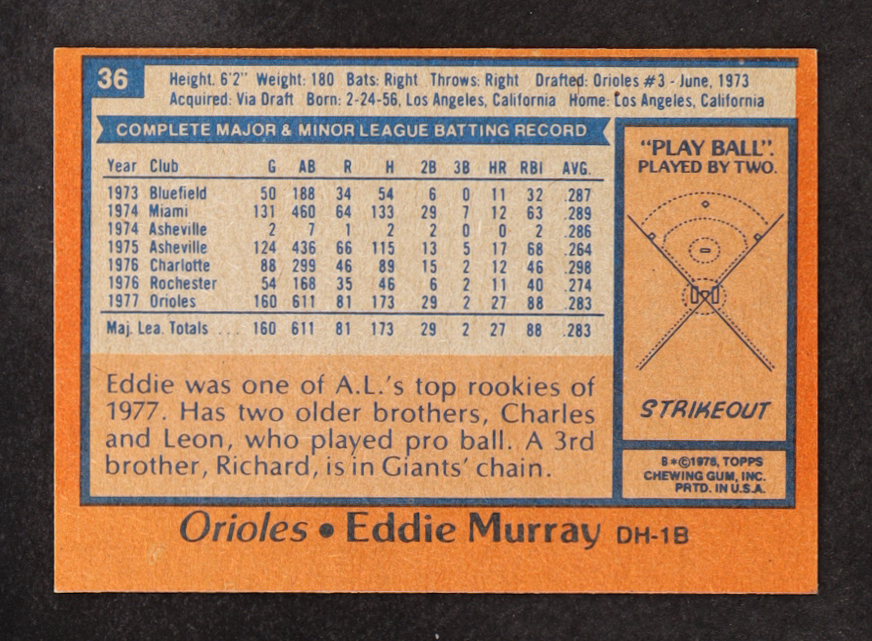 36
Height. 6'2" Weight: 180 Bats: Right Throws: Right Drafted: Orioles #3 - June, 1973
Acquired: Via Draft Born: 2-24-56, Los Angeles, California Home: Los Angeles, California
COMPLETE MAJOR & MINOR LEAGUE BATTING RECORD
Year Club G AB R H 2B 3B HR RBI AVG.
1973 Bluefield 50 188 34 54 6 0 11 32 .287
1974 Miami 131 460 64 133 29 7 12 63 .289
1974 Asheville 2 7 1 2 2 0 0 2 .286
1975 Asheville 124 436 66 115 13 5 17 68 .264
1976 Charlotte 88 299 46 89 15 2 12 46 .298
1976 Rochester 54 168 35 46 6 2 11 40 .274
1977 Orioles 160 611 81 173 29 2 27 88 .283
Maj. Lea. Totals ... 160 611 81 173 29 2 27 88 .283
Eddie was one of A.L.'s top rookies of
1977. Has two older brothers, Charles
and Leon, who played pro ball. A 3rd
brother, Richard, is in Giants' chain.
"PLAY BALL".
PLAYED BY TWO.
STRIKEOUT
B*©1978, TOPPS
CHEWING GUM, INC.
PRTD. IN U.S.A.
Orioles • Eddie Murray DH-1B